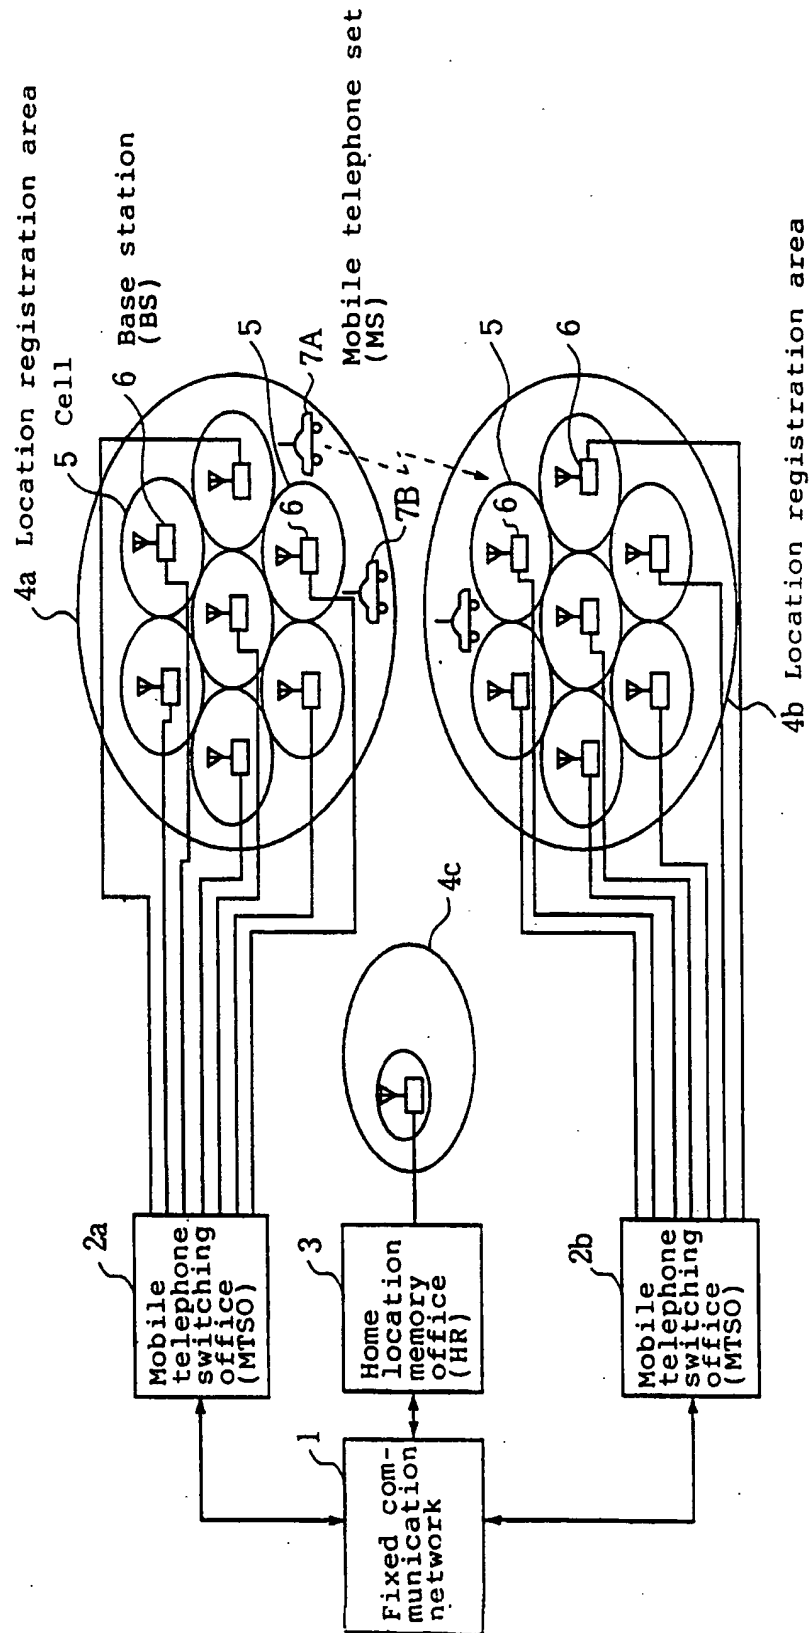 4a Location registration area
5 Cell
6 Base station
(BS)
5
7A
Mobile telephone set
(MS)
6
7B
2a
Mobile
telephone
switching
office
(MTSO)
1
Fixed com-
munication
network
3
Home
location
memory
office
(HR)
4c
2b
Mobile
telephone
switching
office
(MTSO)
5
6
6
4b Location registration area